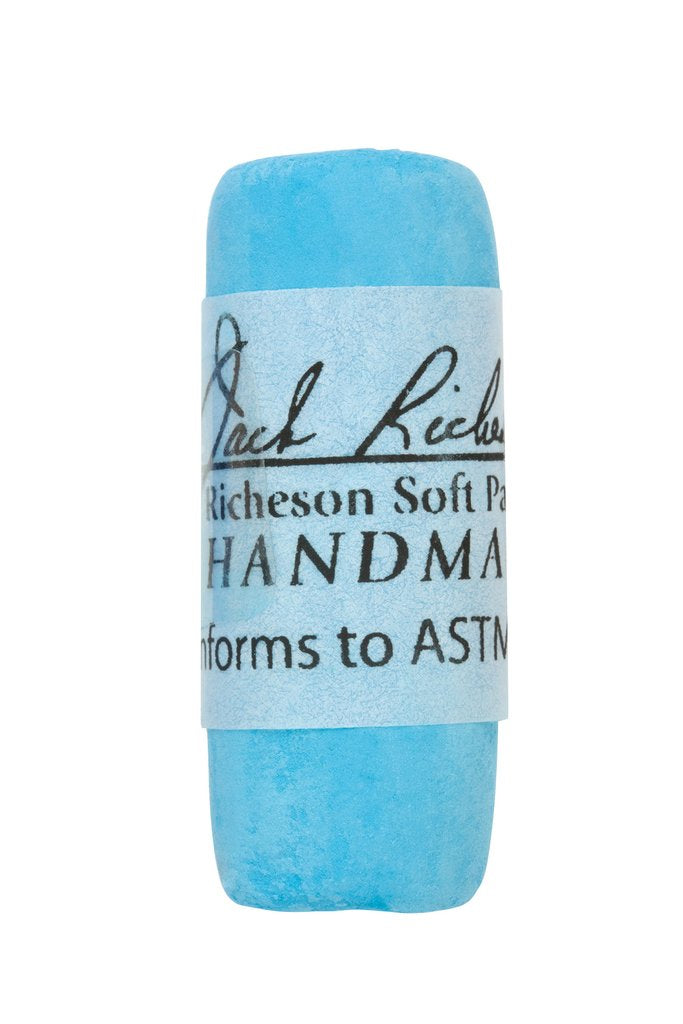 Jack Riche
Richeson Soft Pa
HANDMA
nforms to ASTM